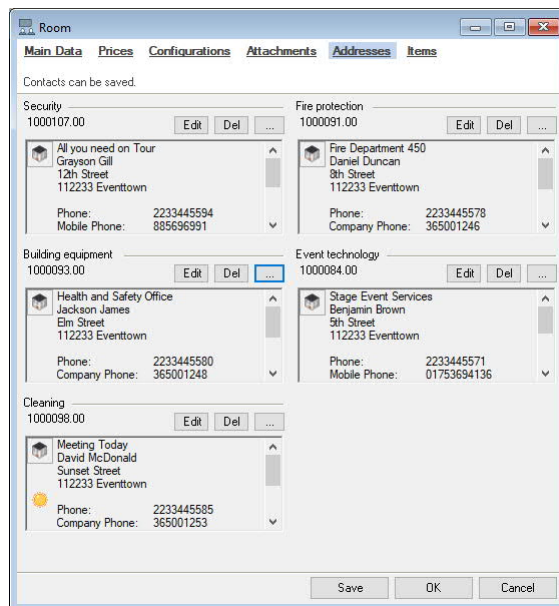 Room
Main Data Prices Configurations Attachments Addresses Items
Contacts can be saved.
Security
1000107.00 Edit Del ...
All you need on Tour
Grayson Gill
12th Street
112233 Eventtown
Phone: 2233445594
Mobile Phone: 885696991
Fire protection
1000091.00 Edit Del ...
Fire Department 450
Daniel Duncan
8th Street
112233 Eventtown
Phone: 2233445578
Company Phone: 365001246
Building equipment
1000093.00 Edit Del ...
Health and Safety Office
Jackson James
Elm Street
112233 Eventtown
Phone: 2233445580
Company Phone: 365001248
Event technology
1000084.00 Edit Del ...
Stage Event Services
Benjamin Brown
5th Street
112233 Eventtown
Phone: 2233445571
Mobile Phone: 01753694136
Cleaning
1000098.00 Edit Del ...
Meeting Today
David McDonald
Sunset Street
112233 Eventtown
Phone: 2233445585
Company Phone: 365001253
Save OK Cancel